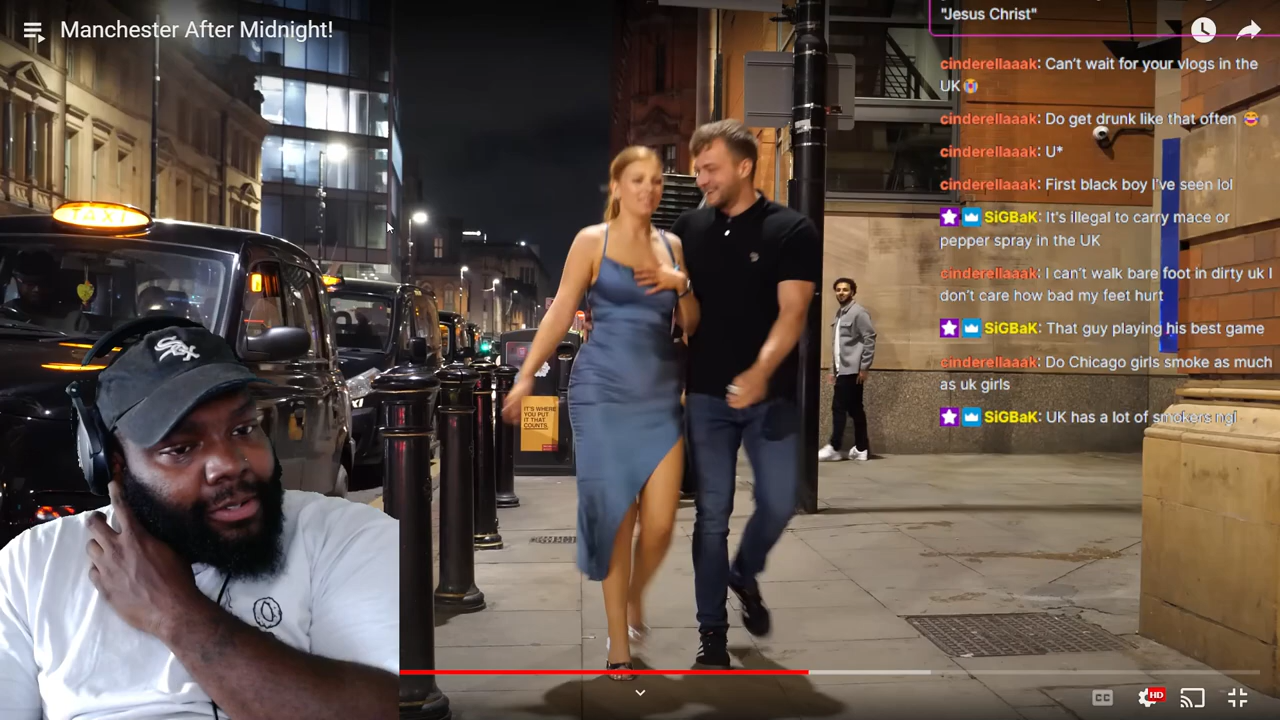 Manchester After Midnight!
"Jesus Christ"
cinderellaaak: Can't wait for your vlogs in the
UK😭
cinderellaaak: Do get drunk like that often 😝
cinderellaaak: U*
cinderellaaak: First black boy I've seen lol
SiGBaK: It's illegal to carry mace or
pepper spray in the UK
cinderellaaak: I can't walk bare foot in dirty uk I
don't care how bad my feet hurt
SiGBaK: That guy playing his best game
cinderellaaak: Do Chicago girls smoke as much
as uk girls
SiGBaK: UK has a lot of smokers ngl
TAXI
IT'S WHERE
YOU PUT
IT THAT
COUNTS
Sox
CC
HD